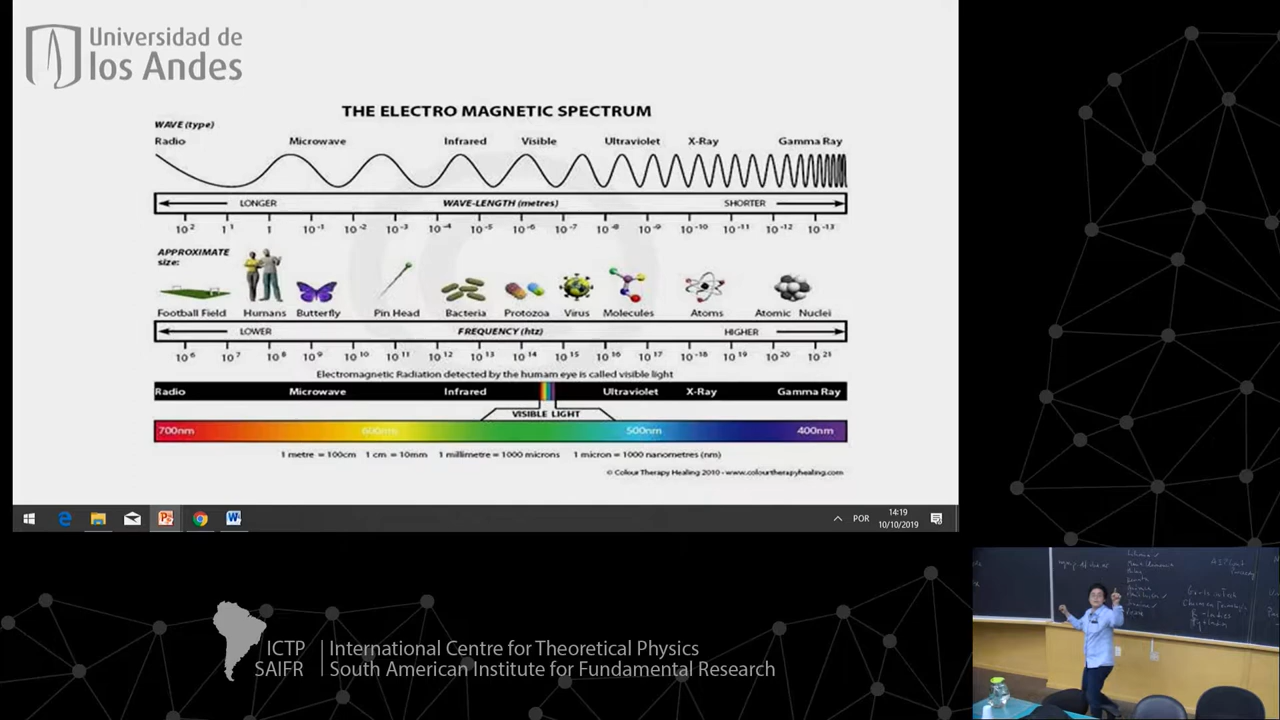 Universidad de
los Andes
THE ELECTRO MAGNETIC SPECTRUM
WAVE (type)
Radio Microwave Infrared Visible Ultraviolet X-Ray Gamma Ray
LONGER WAVE-LENGTH (metres) SHORTER
10² 1¹ 1 10⁻¹ 10⁻² 10⁻³ 10⁻⁴ 10⁻⁵ 10⁻⁶ 10⁻⁷ 10⁻⁸ 10⁻⁹ 10⁻¹⁰ 10⁻¹¹ 10⁻¹² 10⁻¹³
APPROXIMATE
size:
Football Field Humans Butterfly Pin Head Bacteria Protozoa Virus Molecules Atoms Atomic Nuclei
LOWER FREQUENCY (htz) HIGHER
10⁶ 10⁷ 10⁸ 10⁹ 10¹⁰ 10¹¹ 10¹² 10¹³ 10¹⁴ 10¹⁵ 10¹⁶ 10¹⁷ 10⁻¹⁸ 10¹⁹ 10²⁰ 10²¹
Electromagnetic Radiation detected by the humam eye is called visible light
Radio Microwave Infrared Ultraviolet X-Ray Gamma Ray
VISIBLE LIGHT
700nm 600nm 500nm 400nm
1 metre = 100cm 1 cm = 10mm 1 millimetre = 1000 microns 1 micron = 1000 nanometres (nm)
© Colour Therapy Healing 2010 - www.colourtherapyhealing.com
POR
14:19
10/10/2019
ICTP International Centre for Theoretical Physics
SAIFR South American Institute for Fundamental Research